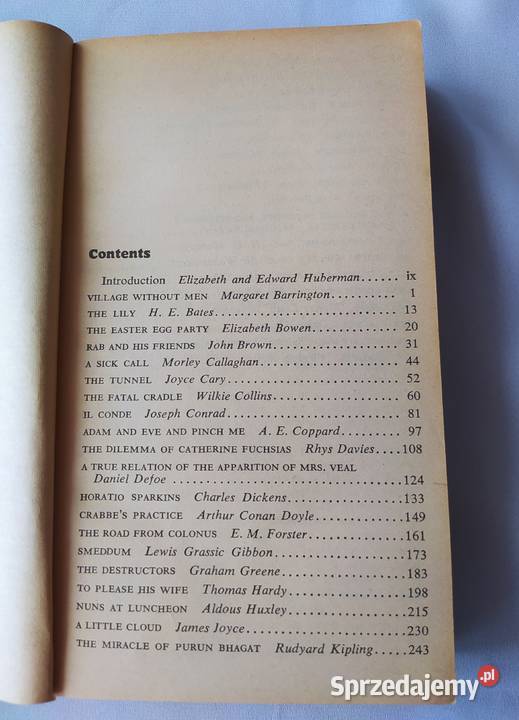 Contents
Introduction Elizabeth and Edward Huberman...... ix
VILLAGE WITHOUT MEN Margaret Barrington.......... 1
THE LILY H. E. Bates.............................. 13
THE EASTER EGG PARTY Elizabeth Bowen............ 20
RAB AND HIS FRIENDS John Brown.................. 31
A SICK CALL Morley Callaghan..................... 44
THE TUNNEL Joyce Cary............................ 52
THE FATAL CRADLE Wilkie Collins.................. 60
IL CONDE Joseph Conrad........................... 81
ADAM AND EVE AND PINCH ME A. E. Coppard......... 97
THE DILEMMA OF CATHERINE FUCHSIAS Rhys Davies...108
A TRUE RELATION OF THE APPARITION OF MRS. VEAL
Daniel Defoe ....................................124
HORATIO SPARKINS Charles Dickens.................133
CRABBE'S PRACTICE Arthur Conan Doyle.............149
THE ROAD FROM COLONUS E. M. Forster..............161
SMEDDUM Lewis Grassic Gibbon.....................173
THE DESTRUCTORS Graham Greene....................183
TO PLEASE HIS WIFE Thomas Hardy..................198
NUNS AT LUNCHEON Aldous Huxley...................215
A LITTLE CLOUD James Joyce.......................230
THE MIRACLE OF PURUN BHAGAT Rudyard Kipling......243
Sprzedajemy.pl